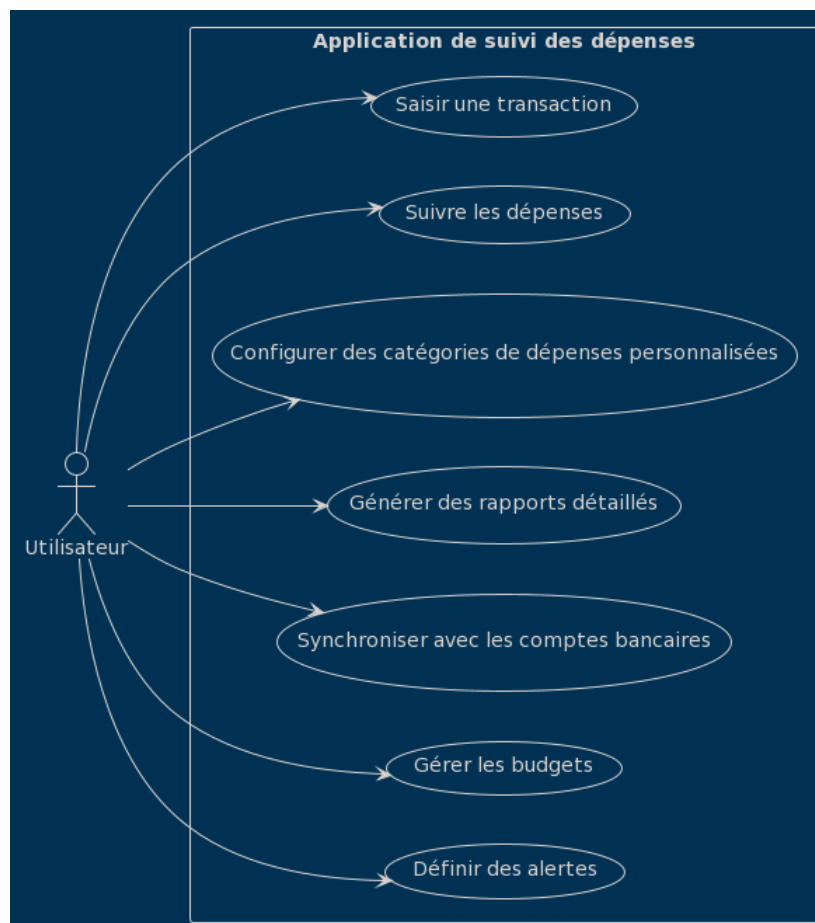 Application de suivi des dépenses
Saisir une transaction
Suivre les dépenses
Configurer des catégories de dépenses personnalisées
Générer des rapports détaillés
Utilisateur
Synchroniser avec les comptes bancaires
Gérer les budgets
Définir des alertes